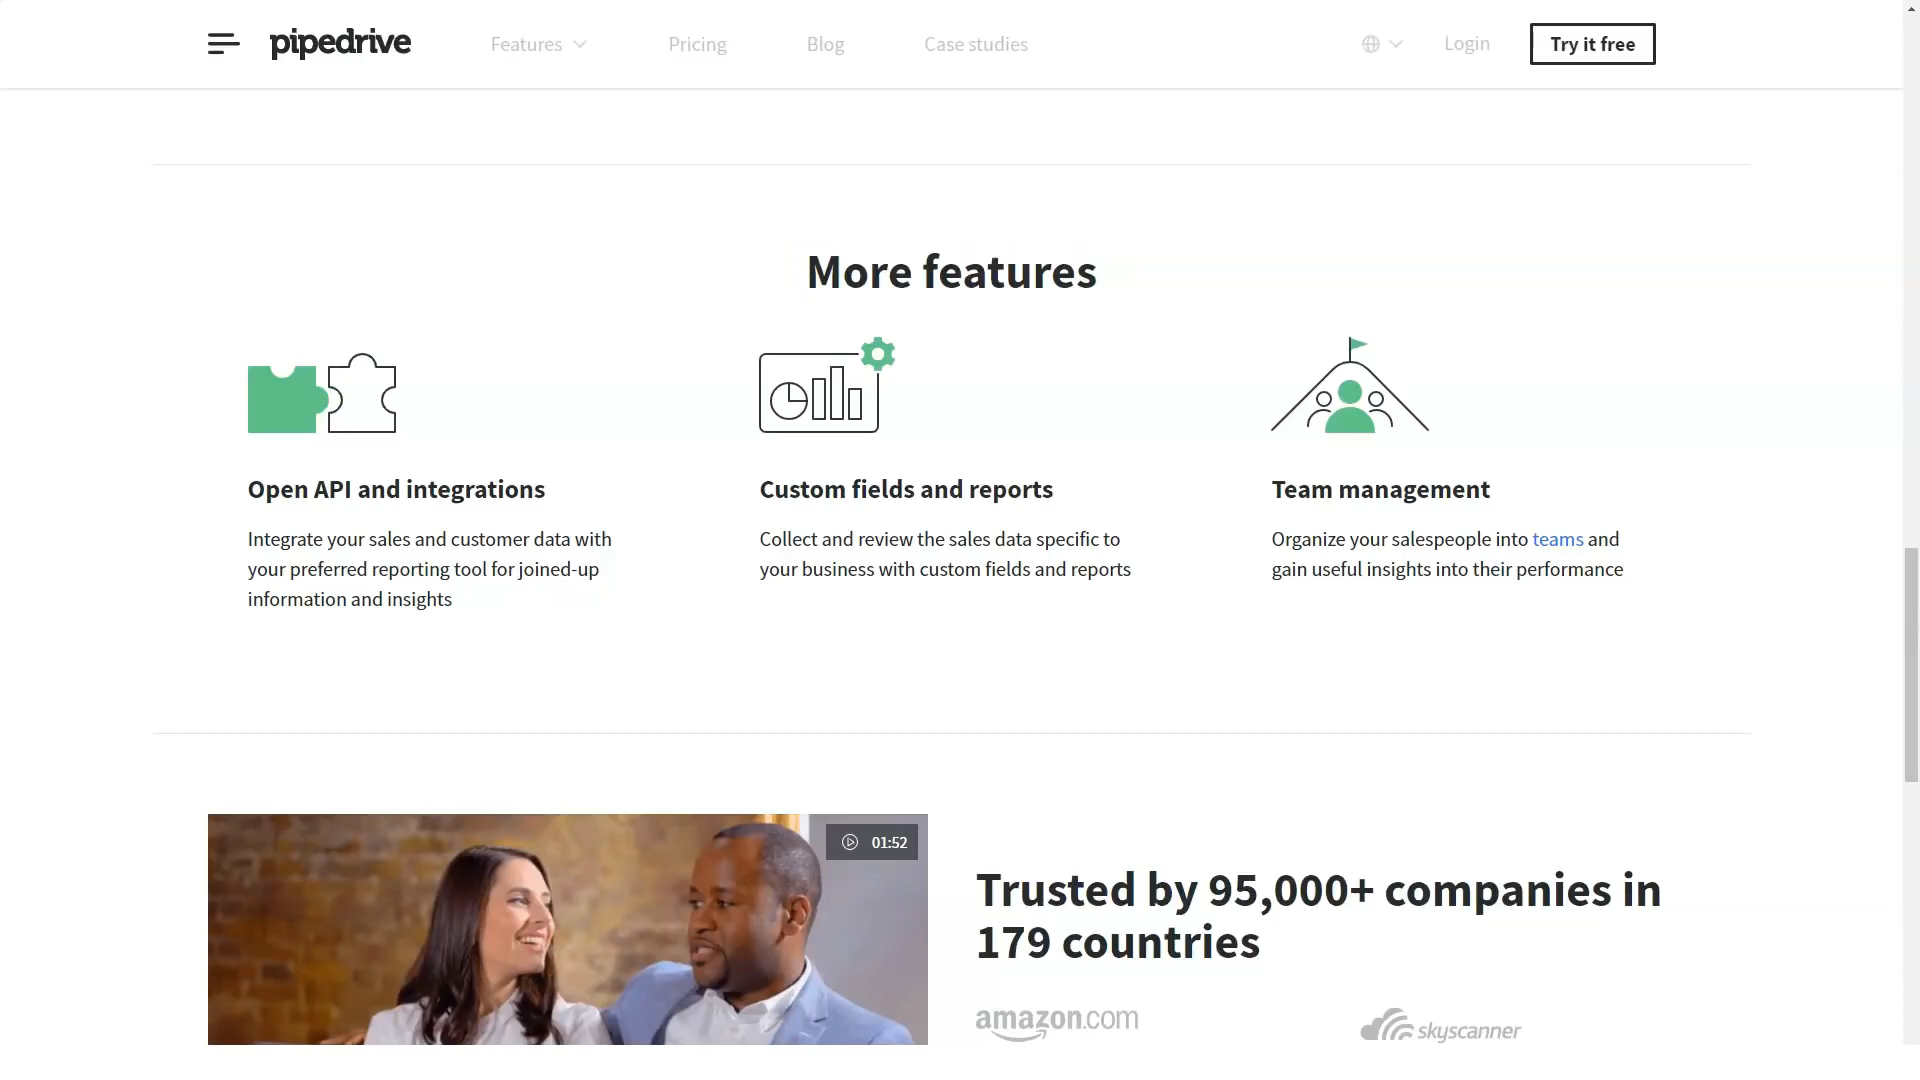 pipedrive
Features
Pricing
Blog
Case studies
Login
Try it free
More features
Open API and integrations
Integrate your sales and customer data with
your preferred reporting tool for joined-up
information and insights
Custom fields and reports
Collect and review the sales data specific to
your business with custom fields and reports
Team management
Organize your salespeople into teams and
gain useful insights into their performance
01:52
Trusted by 95,000+ companies in
179 countries
amazon.com
skyscanner